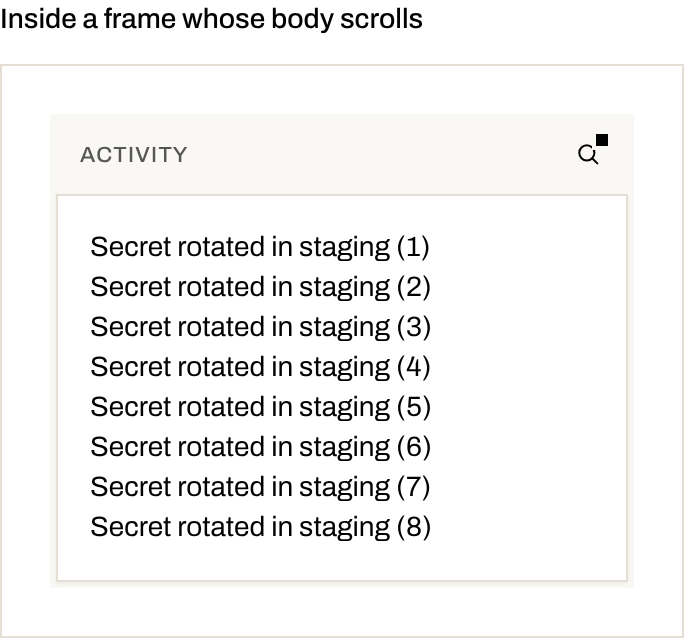 Inside a frame whose body scrolls
ACTIVITY
Secret rotated in staging (1)
Secret rotated in staging (2)
Secret rotated in staging (3)
Secret rotated in staging (4)
Secret rotated in staging (5)
Secret rotated in staging (6)
Secret rotated in staging (7)
Secret rotated in staging (8)